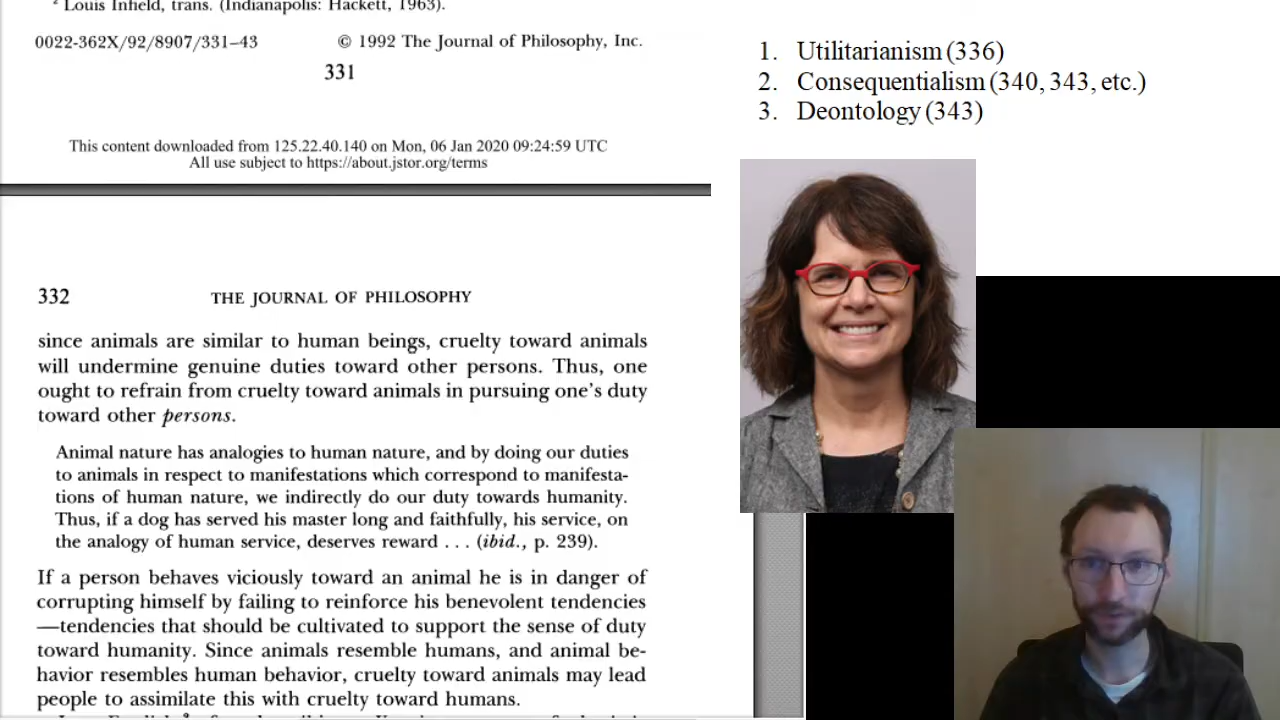 ² Louis Infield, trans. (Indianapolis: Hackett, 1963).
0022-362X/92/8907/331–43 © 1992 The Journal of Philosophy, Inc.
331
This content downloaded from 125.22.40.140 on Mon, 06 Jan 2020 09:24:59 UTC
All use subject to https://about.jstor.org/terms
332 THE JOURNAL OF PHILOSOPHY
since animals are similar to human beings, cruelty toward animals
will undermine genuine duties toward other persons. Thus, one
ought to refrain from cruelty toward animals in pursuing one's duty
toward other persons.
Animal nature has analogies to human nature, and by doing our duties
to animals in respect to manifestations which correspond to manifesta-
tions of human nature, we indirectly do our duty towards humanity.
Thus, if a dog has served his master long and faithfully, his service, on
the analogy of human service, deserves reward . . . (ibid., p. 239).
If a person behaves viciously toward an animal he is in danger of
corrupting himself by failing to reinforce his benevolent tendencies
—tendencies that should be cultivated to support the sense of duty
toward humanity. Since animals resemble humans, and animal be-
havior resembles human behavior, cruelty toward animals may lead
people to assimilate this with cruelty toward humans.
1. Utilitarianism (336)
2. Consequentialism (340, 343, etc.)
3. Deontology (343)